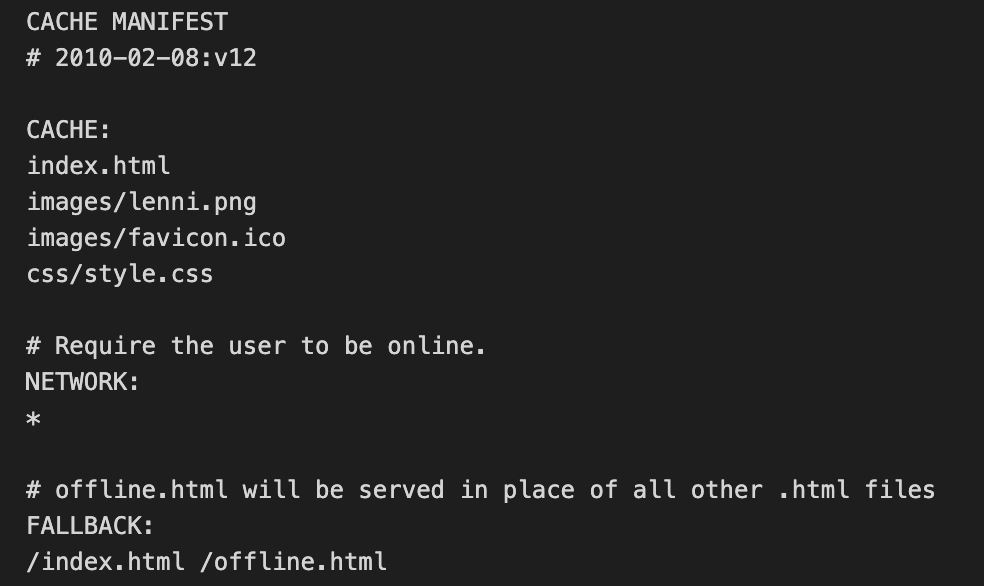 CACHE MANIFEST
# 2010-02-08:v12
CACHE:
index.html
images/lenni.png
images/favicon.ico
css/style.css
# Require the user to be online.
NETWORK:
*
# offline.html will be served in place of all other .html files
FALLBACK:
/index.html /offline.html